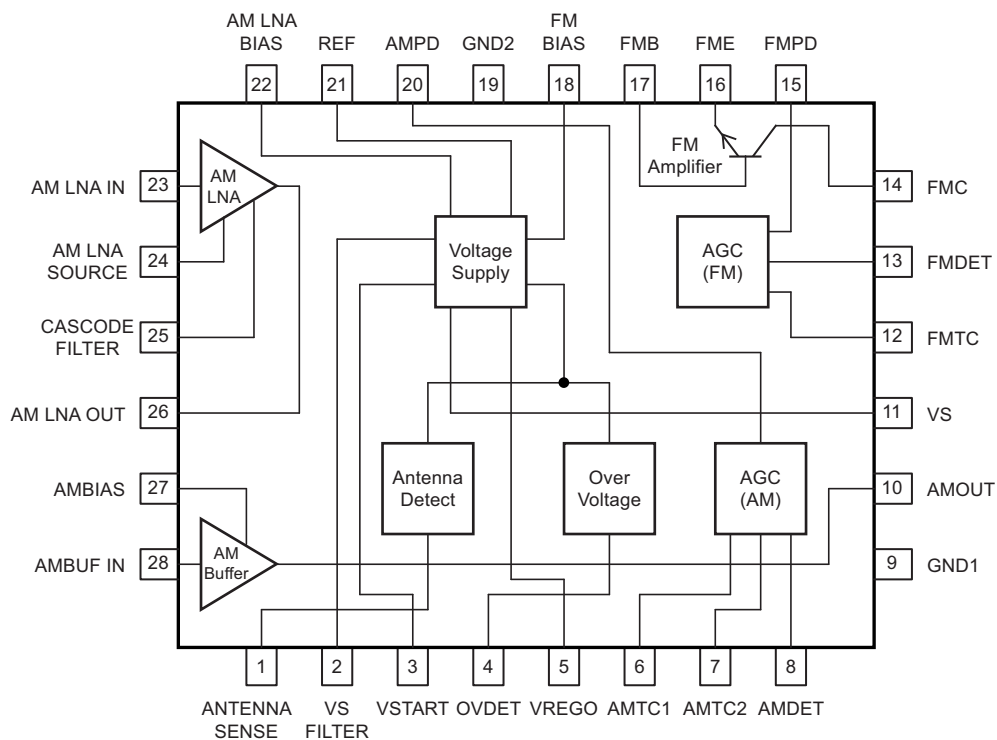 AM LNA
BIAS
REF
AMPD
GND2
FM
BIAS
FMB
FME
FMPD
22
21
20
19
18
17
16
15
AM LNA IN
23
AM
LNA
FM
Amplifier
14
FMC
AM LNA
SOURCE
24
Voltage
Supply
AGC
(FM)
13
FMDET
CASCODE
FILTER
25
12
FMTC
AM LNA OUT
26
11
VS
AMBIAS
27
Antenna
Detect
Over
Voltage
AGC
(AM)
10
AMOUT
AMBUF IN
28
AM
Buffer
9
GND1
1
2
3
4
5
6
7
8
ANTENNA
SENSE
VS
FILTER
VSTART
OVDET
VREGO
AMTC1
AMTC2
AMDET